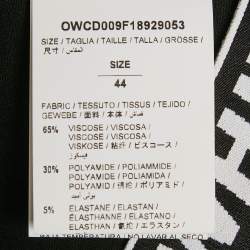 OWCD009F18929053
SIZE / TAGLIA / TAILLE / TALLA / GRÖSSE /
尺寸 / المقاس
SIZE
44
FABRIC / TESSUTO / TISSUS / TEJIDO /
GEWEBE / 面料 / 本体 / قماش
65% VISCOSE / VISCOSA /
VISCOSE / VISCOSA /
VISKOSE / 粘胶 / ビスコース /
فيسكوز
30% POLYAMIDE / POLIAMMIDE /
POLYAMIDE / POLIAMIDA /
POLYAMID / 锦纶 / ポリアミド /
5% ELASTANE / ELASTAN /
ELASTHANNE / ELASTANO /
ELASTHAN / 氨纶 / エラスタン /